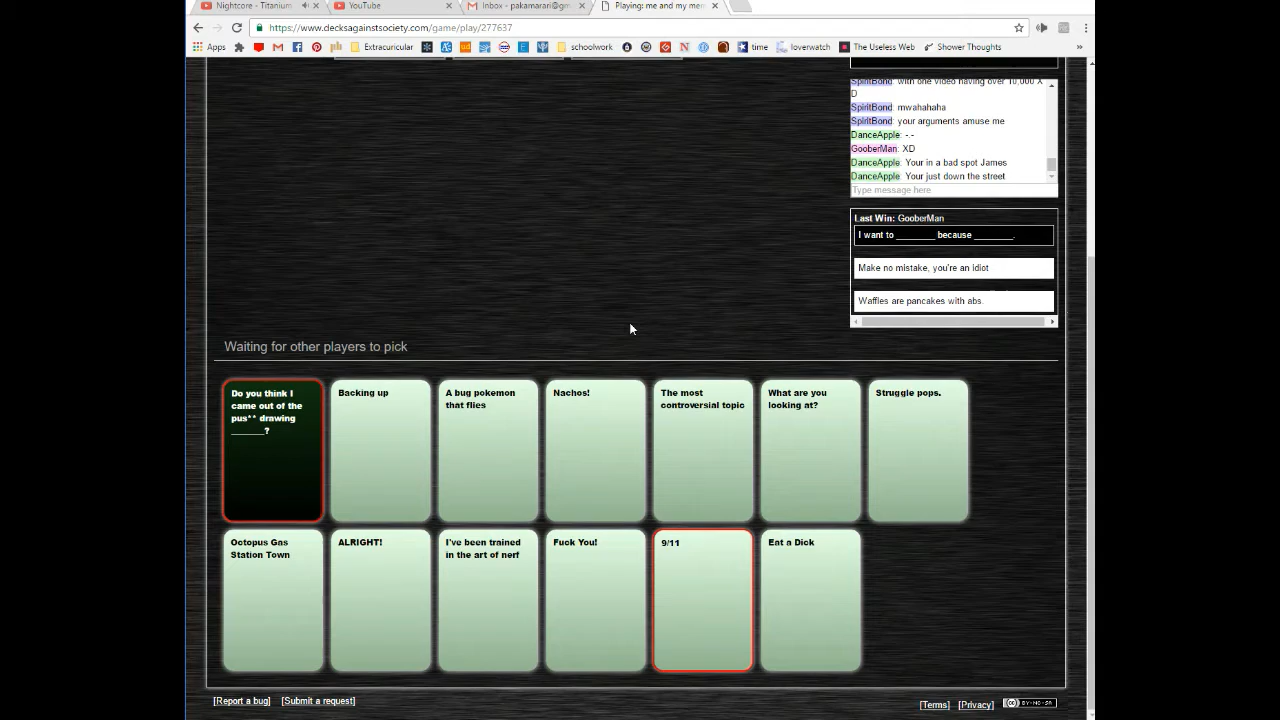 Nightcore - Titanium
YouTube
Inbox - pakamarari@gm
Playing: me and my mem
https://www.decksagainstsociety.com/game/play/277637
Apps
Extracurricular
schoolwork
time
loverwatch
The Useless Web
Shower Thoughts
»
SpiritBond: with one video having over 10,000 X
D
SpiritBond: mwahahaha
SpiritBond: your arguments amuse me
DanceApple: - -
GooberMan: XD
DanceApple: Your in a bad spot James
DanceApple: Your just down the street
Type message here
Last Win: GooberMan
I want to ________ because ________.
Make no mistake, you're an idiot
Waffles are pancakes with abs.
Waiting for other players to pick
Do you think I
came out of the
pus** drawing
_______?
Backing up
A bug pokemon
that flies
Nachos!
The most
controversial topic
What are you
looking at?
Struggle pops.
Octopus Gas
Station Town
ALRIGHT!
I've been trained
in the art of nerf
Fuck You!
9/11
Eat a Dick
[Report a bug]
[Submit a request]
[Terms]
[Privacy]
BY-NC-SA